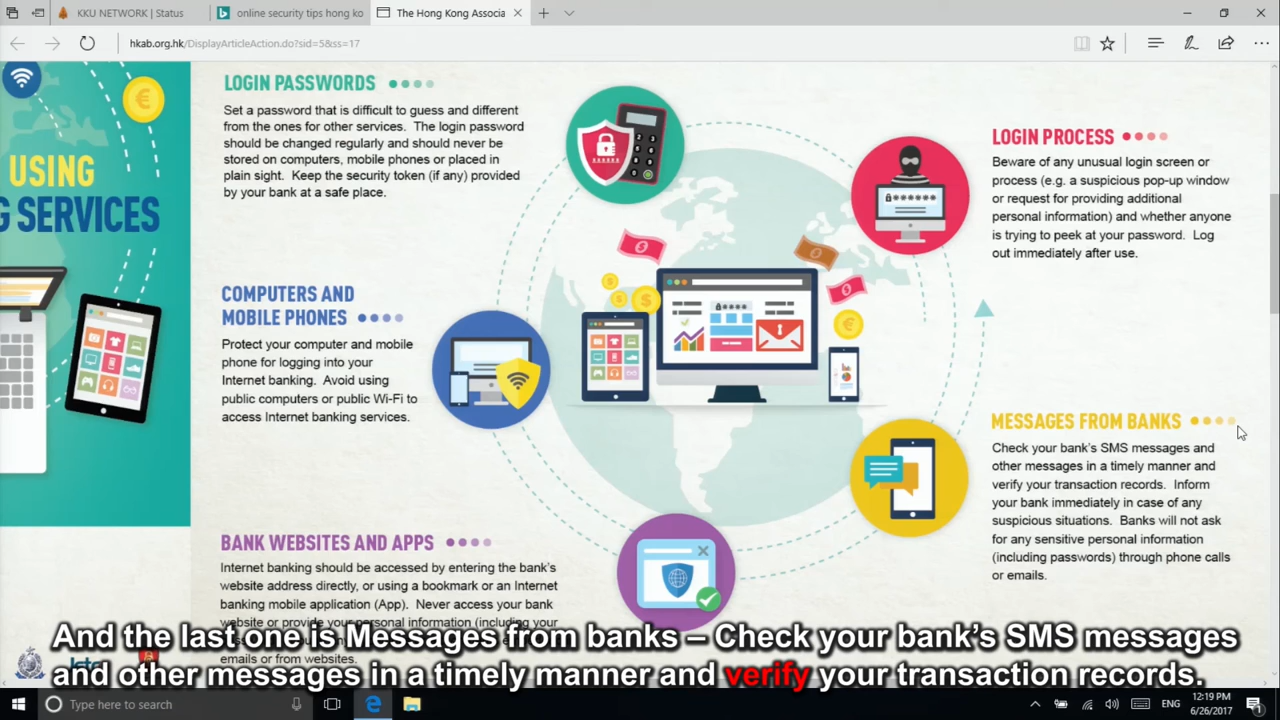 KKU NETWORK | Status
online security tips hong ko
The Hong Kong Associa
hkab.org.hk/DisplayArticleAction.do?sid=5&ss=17
USING
G SERVICES
LOGIN PASSWORDS
Set a password that is difficult to guess and different
from the ones for other services. The login password
should be changed regularly and should never be
stored on computers, mobile phones or placed in
plain sight. Keep the security token (if any) provided
by your bank at a safe place.
LOGIN PROCESS
Beware of any unusual login screen or
process (e.g. a suspicious pop-up window
or request for providing additional
personal information) and whether anyone
is trying to peek at your password. Log
out immediately after use.
COMPUTERS AND
MOBILE PHONES
Protect your computer and mobile
phone for logging into your
Internet banking. Avoid using
public computers or public Wi-Fi to
access Internet banking services.
MESSAGES FROM BANKS
Check your bank's SMS messages and
other messages in a timely manner and
verify your transaction records. Inform
your bank immediately in case of any
suspicious situations. Banks will not ask
for any sensitive personal information
(including passwords) through phone calls
or emails.
BANK WEBSITES AND APPS
Internet banking should be accessed by entering the bank's
website address directly, or using a bookmark or an Internet
banking mobile application (App). Never access your bank
website or provide your personal information (including your
emails or from websites.
And the last one is Messages from banks – Check your bank's SMS messages
and other messages in a timely manner and verify your transaction records.
Type here to search
ENG
12:19 PM
6/26/2017